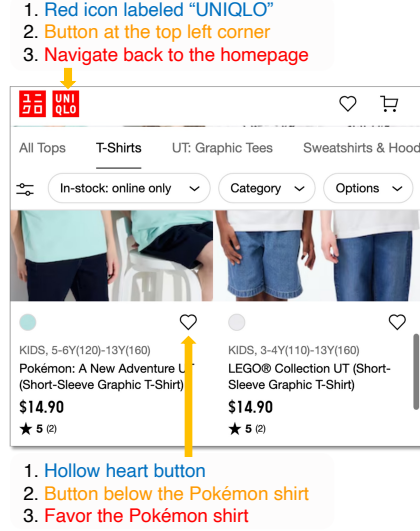 1. Red icon labeled “UNIQLO”
2. Button at the top left corner
3. Navigate back to the homepage
ユニ UNI
クロ QLO
All Tops T-Shirts UT: Graphic Tees Sweatshirts & Hood
In-stock: online only Category Options
KIDS, 5-6Y(120)-13Y(160) KIDS, 3-4Y(110)-13Y(160)
Pokémon: A New Adventure UT LEGO® Collection UT (Short-
(Short-Sleeve Graphic T-Shirt) Sleeve Graphic T-Shirt)
$14.90 $14.90
★ 5 (2) ★ 5 (2)
1. Hollow heart button
2. Button below the Pokémon shirt
3. Favor the Pokémon shirt